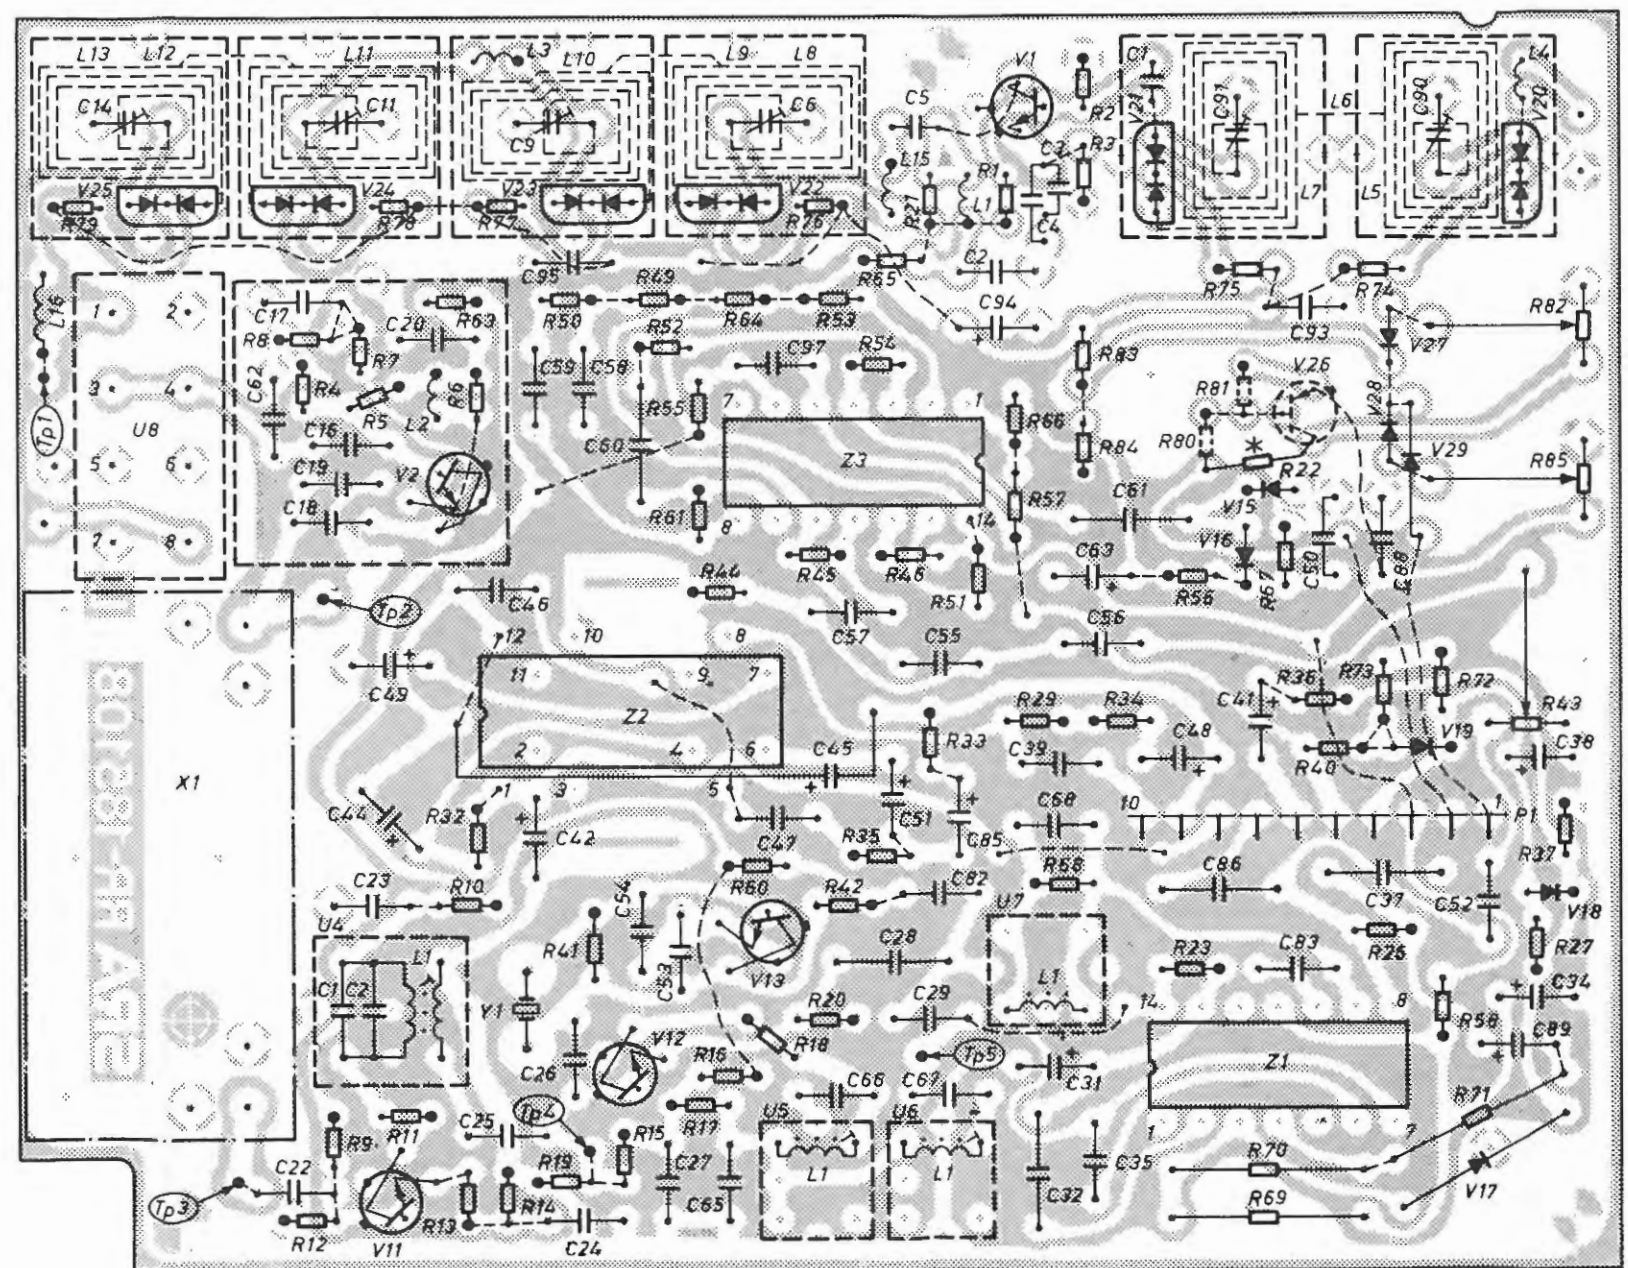 L13 L12 L11 L3 L10 L9 L8 V1 C1 L6 L4
C14 C11 C9 C6 C5 R2 V21 C91 C90 V20
L15 R1 C3 R3
V25 V24 V23 V22 R21 L1 C4 L7 L5
R79 R78 R77 R76
C95 R49 R65 C2 R75 R74
L16 1 2 C17 R63 R50 R64 R53 C94 C93 R82
R8 C20 R52 + V27
R7 C97 R54 R83 V26
3 4 C62 R4 R5 R6 C59 C58 R81 V28
Tp1 U8 L2 R55 7 1 R66
C16 C60 Z3 R84 R80 * V29 R85
5 6 C19 V2 R22
C18 R61 8 14 R57 C61 V15
7 8 V16
R45 R46 C63 + R56 R67 C50 C88
R44 R51
Tp2 C46 C57 C56
12 10 8 C55
+ 11 9 7 R36 R73 R72
C49 Z2 R29 R34 C41 + R43
R33 C39 C48 V19 C38
2 4 6 C45 + R40 +
X1 1 3 5 + + C68 10 1 P1
C44 + R32 + C42 C47 C51 C85 R37
R35
R60 R42 C82 R68 C86
C23 R10 C54 U7 C37 C52 V18
U4 R41 C53 V13 C28 R23 C83 R26 R27
L1 L1 C34
C1 C2 Y1 R20 C29 14 8 R58 +
R18 C89
V12 R16 Tp5 + Z1 +
C26 C31
C66 C67 R71
Tp4 U5 U6
R9 R11 C25 R15 R17 1 7
L1 L1 C35 R70
Tp3 C22 R19 C27 C65 C32 V17
R13 R14 R69
R12 V11 C24